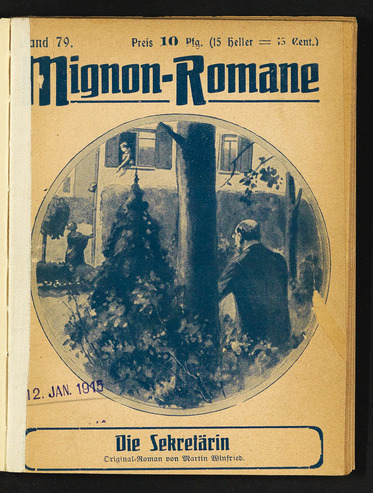 and 79.
Preis 10 Pfg. (15 Heller = 15 Cent.)
Mignon-Romane
12. JAN. 1915
Die Sekretärin
Original-Roman von Martin Winfried.